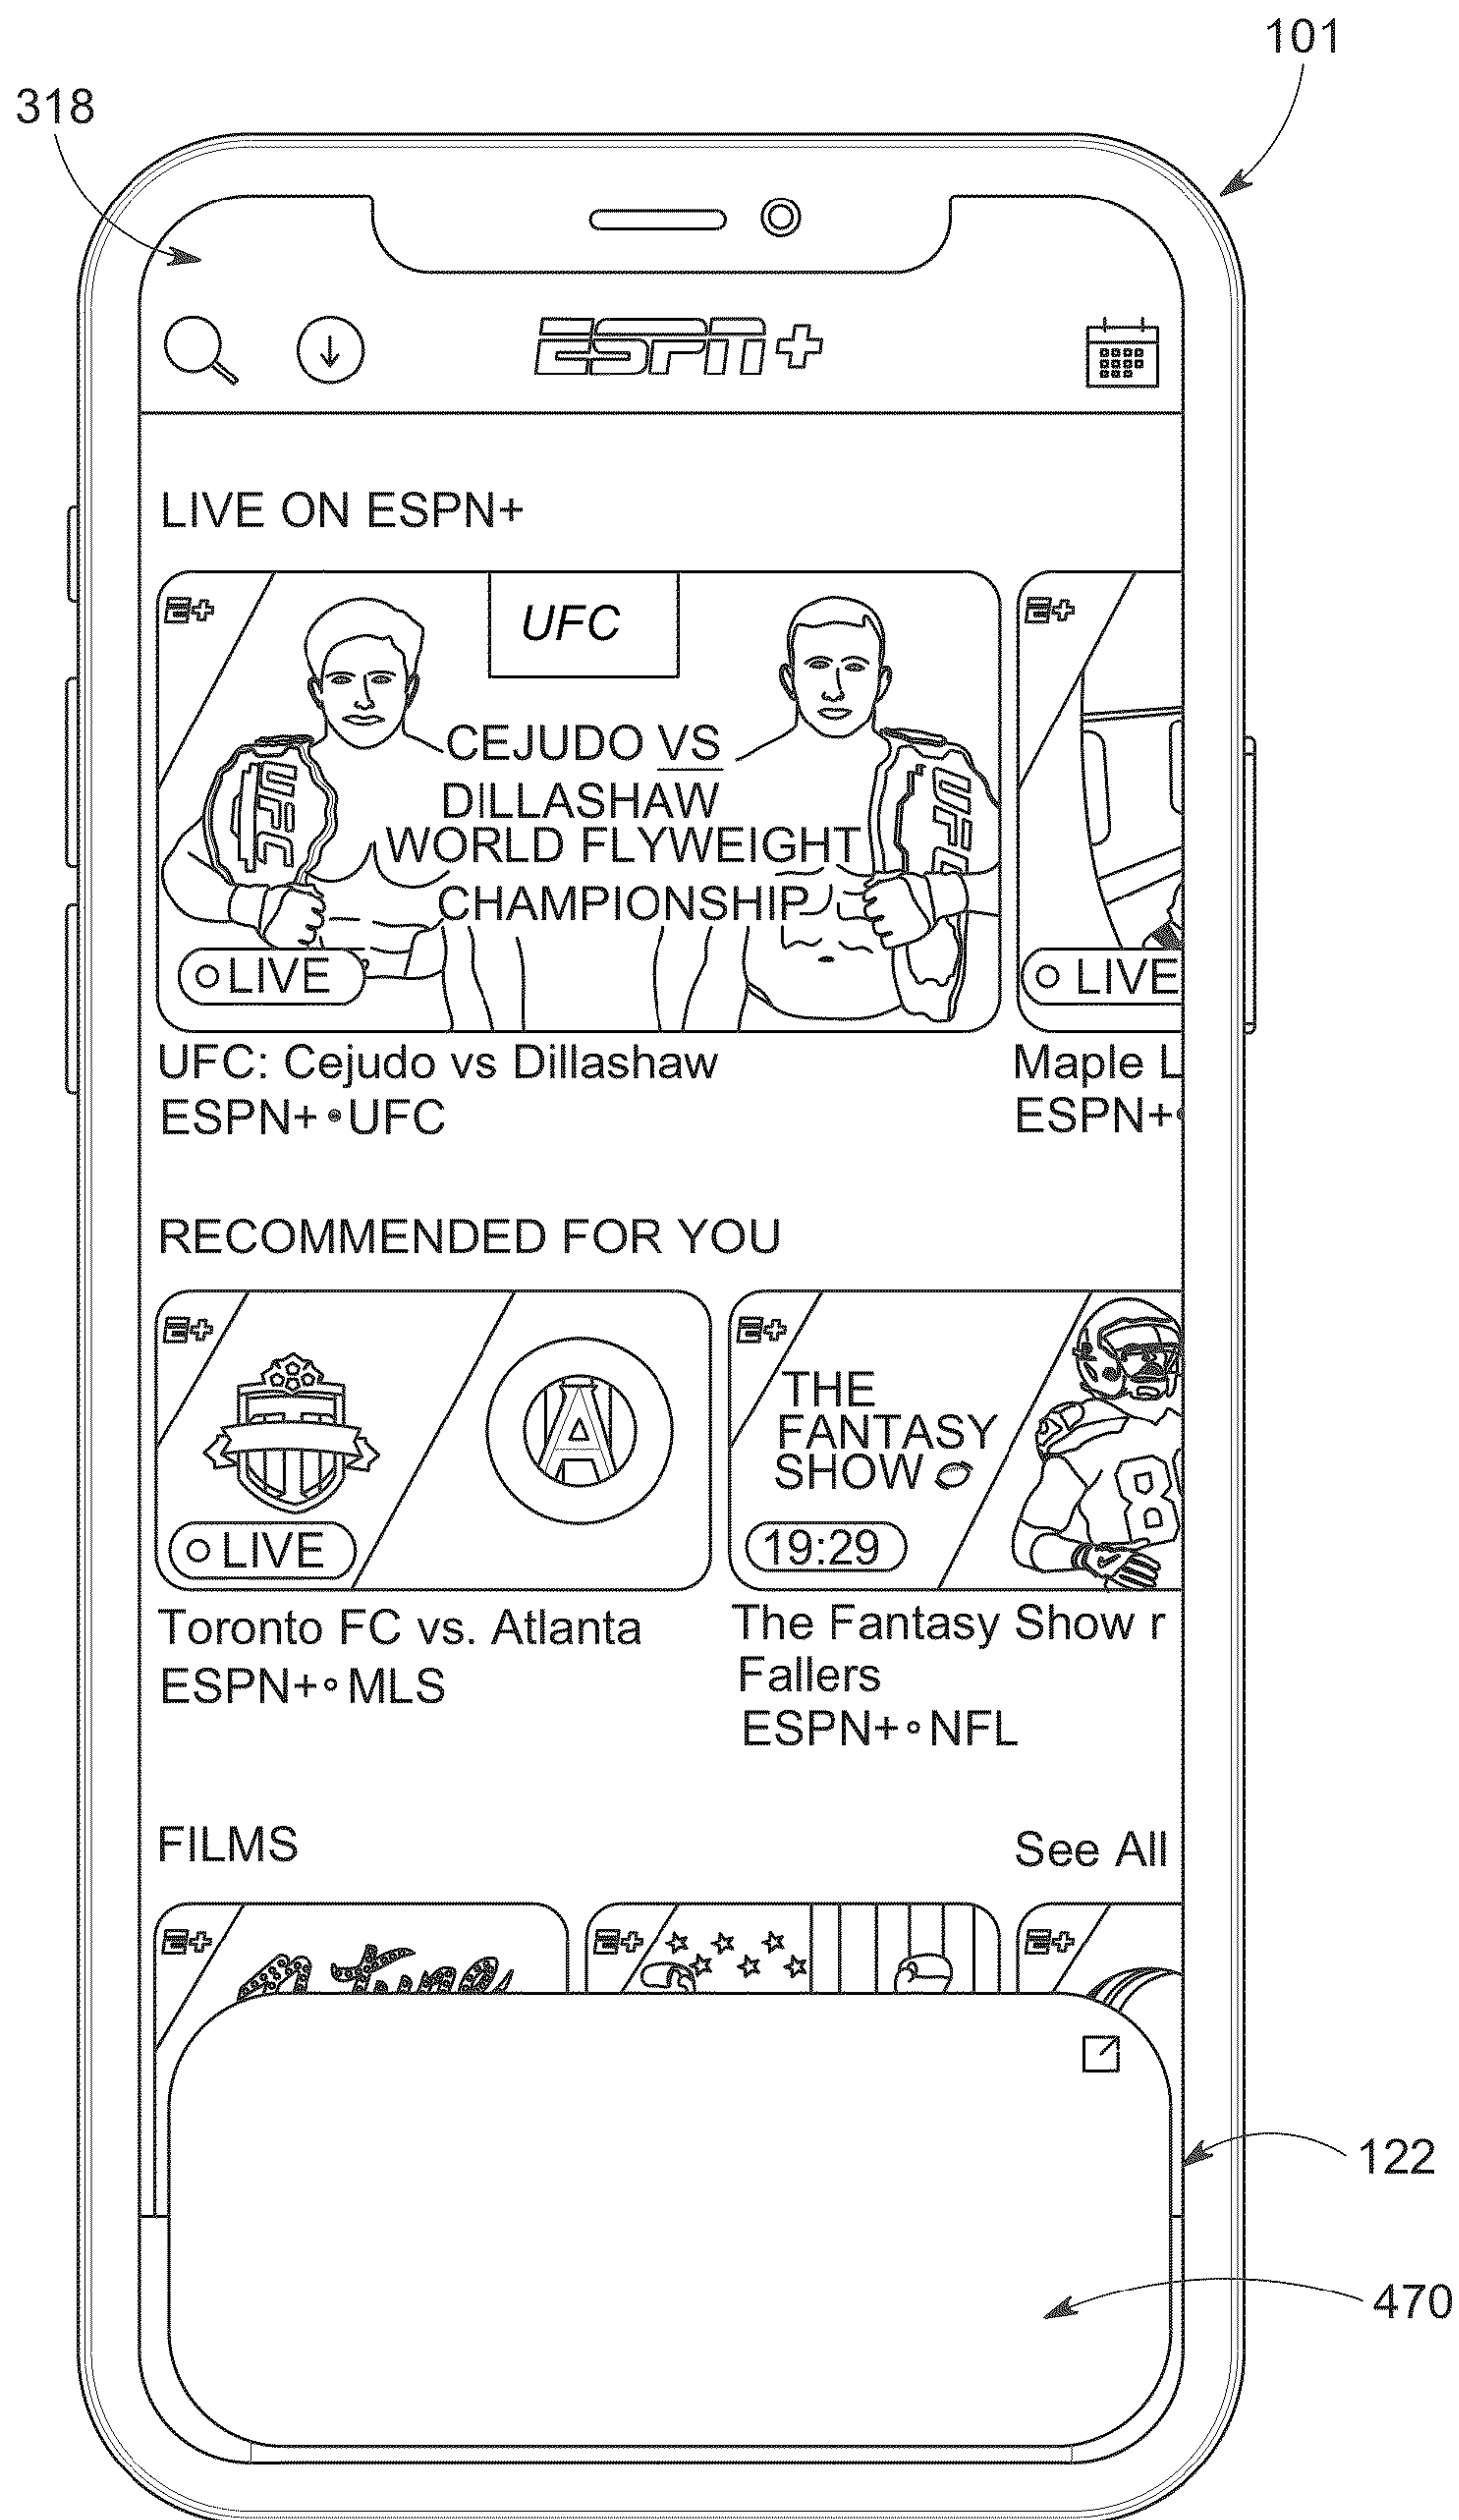 101
318
ESPN+
LIVE ON ESPN+
E+
UFC
E+
CEJUDO VS
DILLASHAW
WORLD FLYWEIGHT
CHAMPIONSHIP
UFC
UFC
LIVE
LIVE
UFC: Cejudo vs Dillashaw
Maple L
ESPN+•UFC
ESPN+•
RECOMMENDED FOR YOU
E+
A
T
LIVE
E+
THE
FANTASY
SHOW
8
19:29
Toronto FC vs. Atlanta
ESPN+∘MLS
The Fantasy Show r
Fallers
ESPN+∘NFL
FILMS
See All
E+
E+
E+
122
470